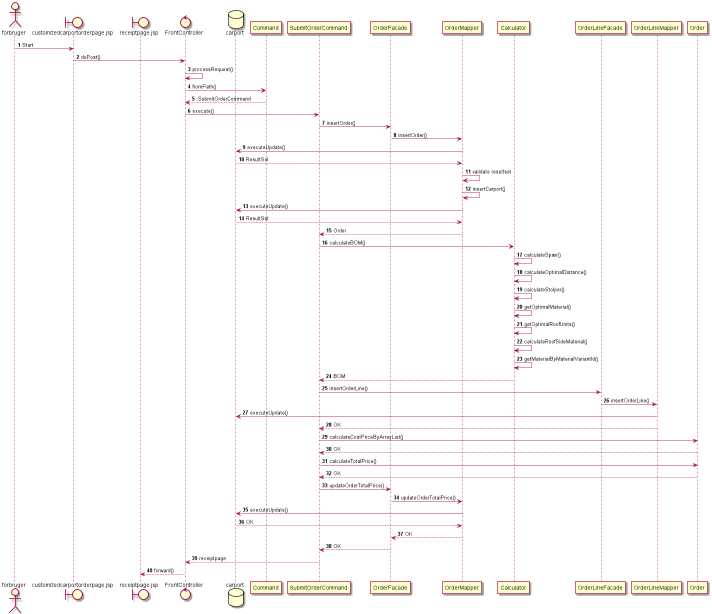 forbruger customizedcarportorderpage.jsp receiptpage.jsp FrontController carport Command SubmitOrderCommand OrderFacade OrderMapper Calculator OrderLineFacade OrderLineMapper Order
1 Start
2 doPost()
3 processRequest()
4 fromPath()
5 SubmitOrderCommand
6 execute()
7 insertOrder()
8 insertOrder()
9 executeUpdate()
10 ResultSet
11 validate resultset
12 insertCarport()
13 executeUpdate()
14 ResultSet
15 Order
16 calculateBOM()
17 calculateSpær()
18 calculateOptimalDistance()
19 calculateStolper()
20 getOptimalMaterial()
21 getOptimalRoofUnits()
22 calculateRoofSideMaterial()
23 getMaterialByMaterialVariantId()
24 BOM
25 insertOrderLine()
26 insertOrderLine()
27 executeUpdate()
28 OK
29 calculateCostPriceByArrayList()
30 OK
31 calculateTotalPrice()
32 OK
33 updateOrderTotalPrice()
34 updateOrderTotalPrice()
35 executeUpdate()
36 OK
37 OK
38 OK
39 receiptpage
40 forward()
forbruger customizedcarportorderpage.jsp receiptpage.jsp FrontController carport Command SubmitOrderCommand OrderFacade OrderMapper Calculator OrderLineFacade OrderLineMapper Order